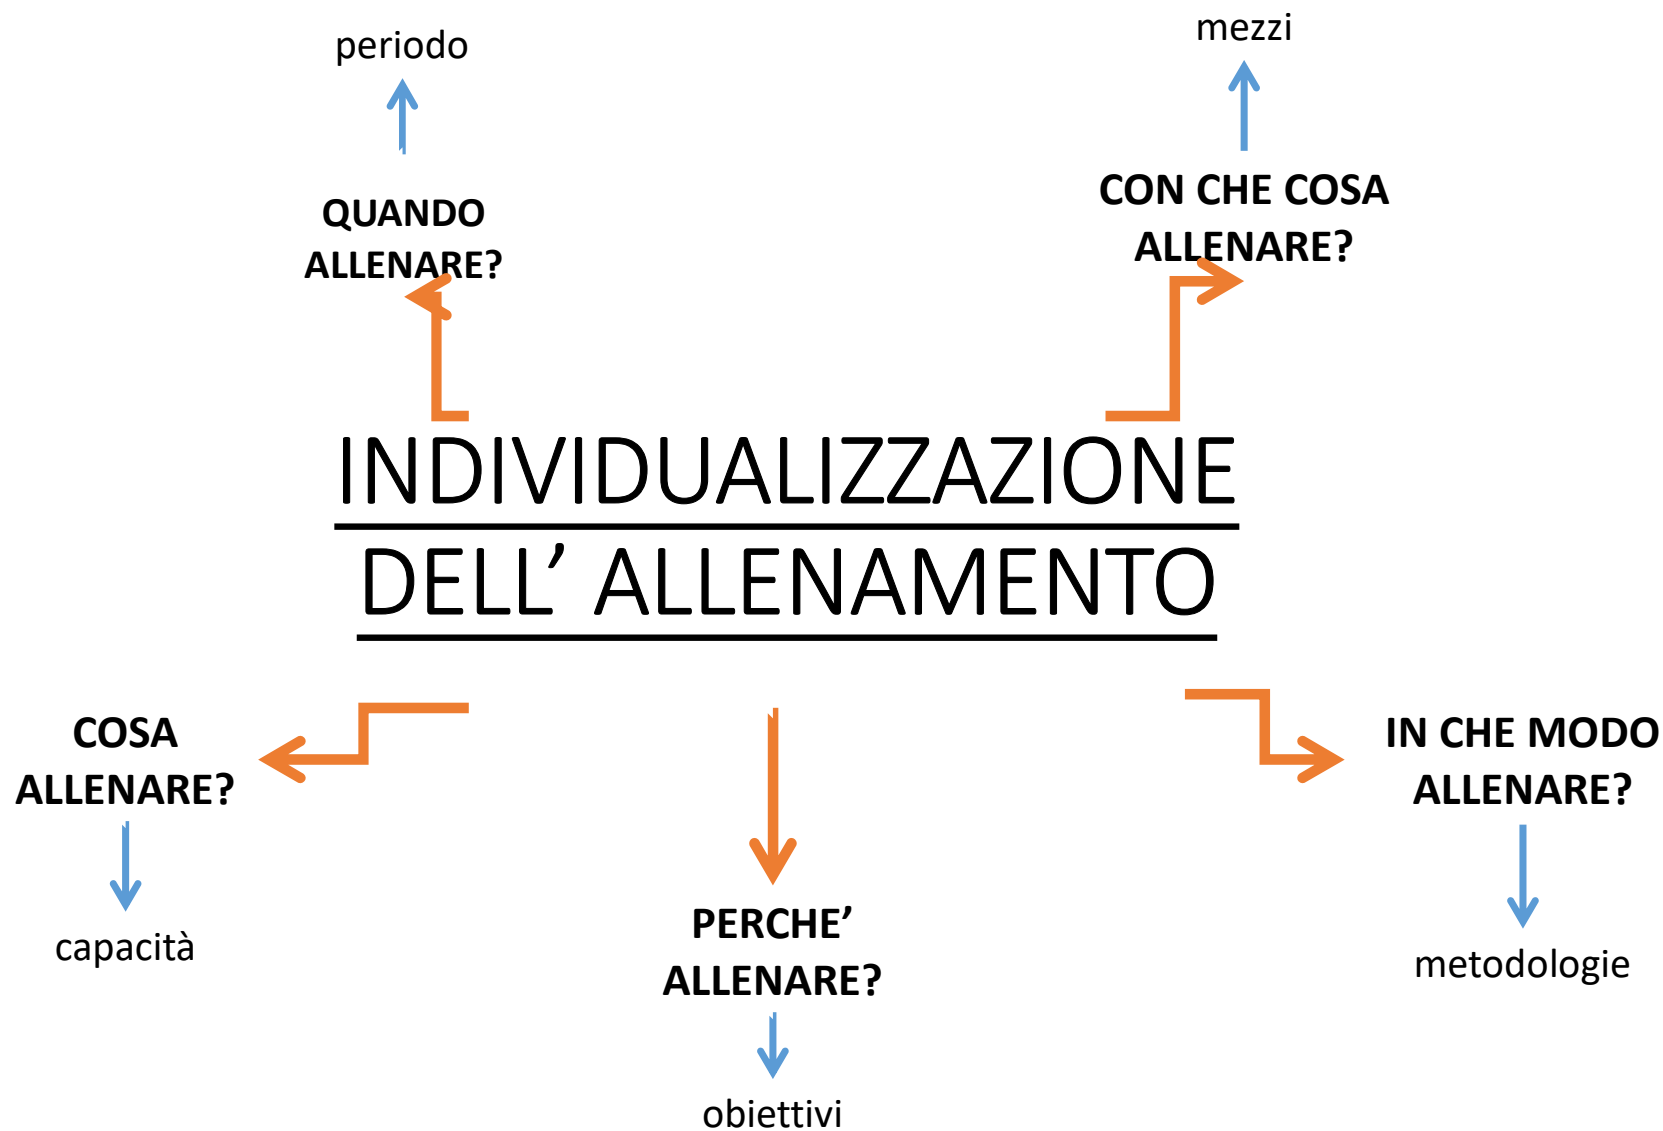 periodo
mezzi
QUANDO
ALLENARE?
CON CHE COSA
ALLENARE?
INDIVIDUALIZZAZIONE
DELL’ ALLENAMENTO
COSA
ALLENARE?
capacità
PERCHE’
ALLENARE?
obiettivi
IN CHE MODO
ALLENARE?
metodologie